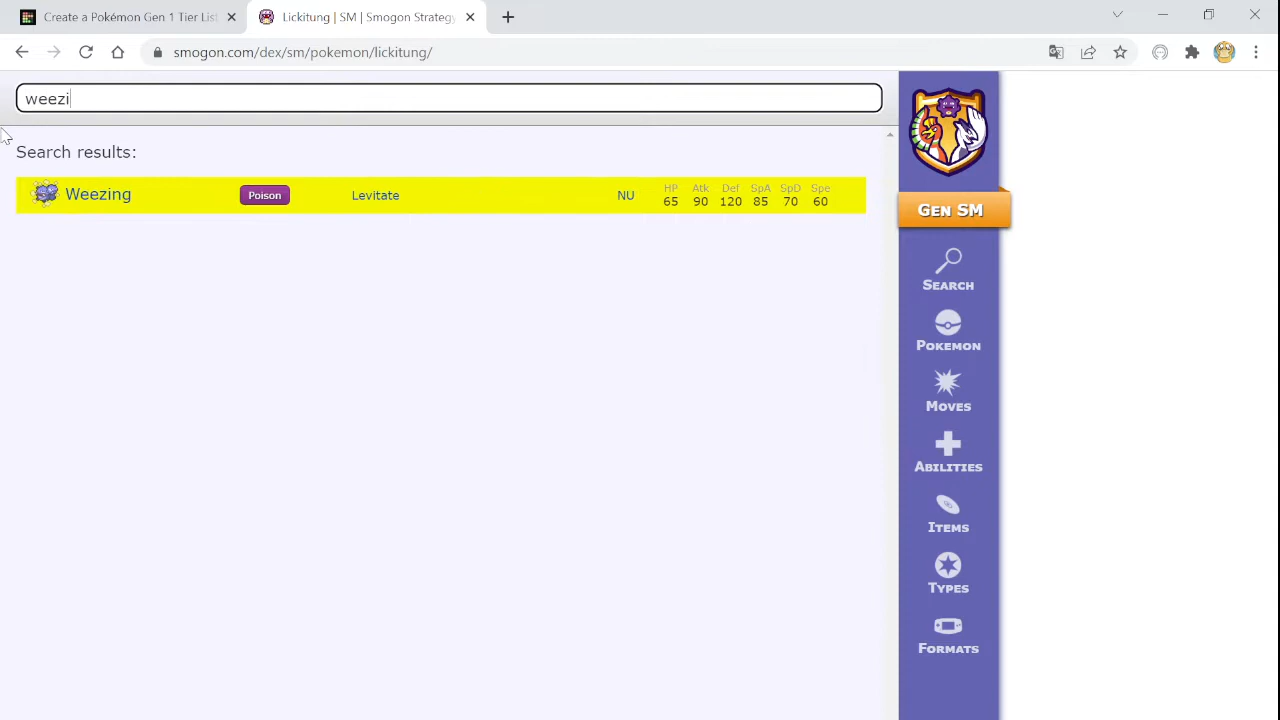 Create a Pokémon Gen 1 Tier List
Lickitung | SM | Smogon Strategy
smogon.com/dex/sm/pokemon/lickitung/
weezi
Search results:
Weezing Poison Levitate NU HP Atk Def SpA SpD Spe
65 90 120 85 70 60
Gen SM
Search
Pokemon
Moves
Abilities
Items
Types
Formats